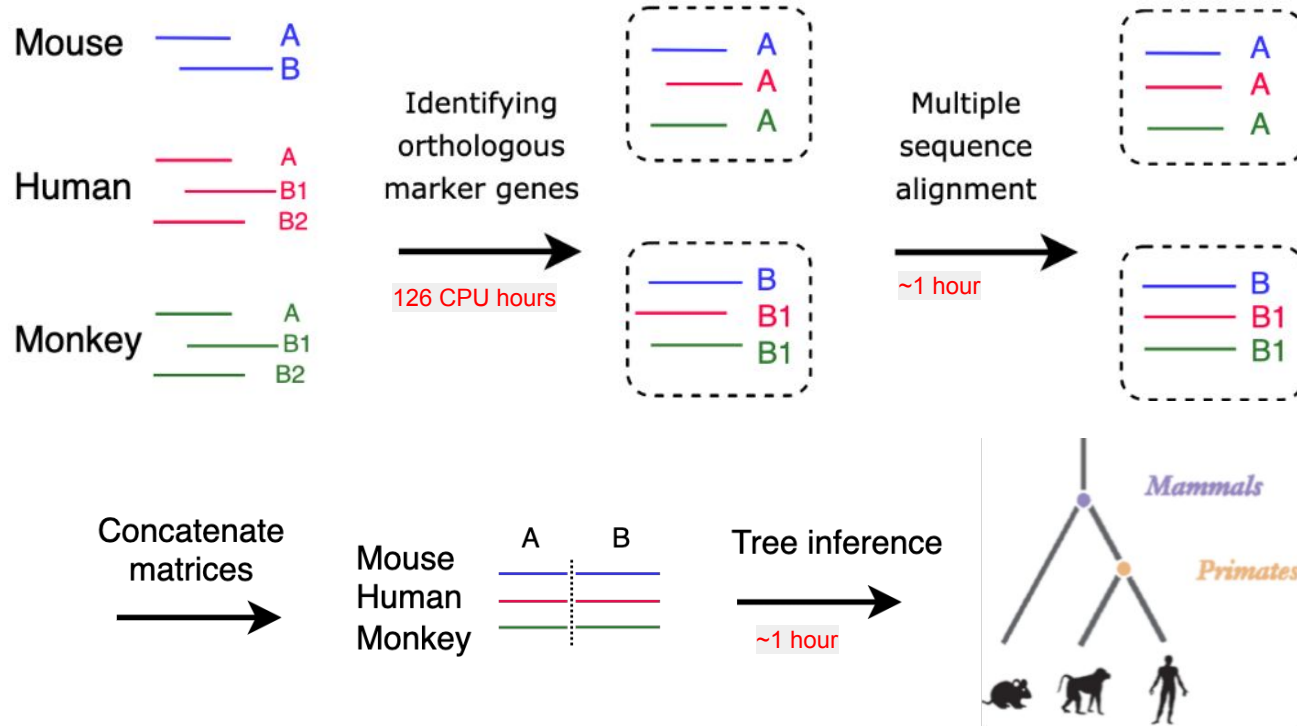 Mouse
A
B
Human
A
B1
B2
Monkey
A
B1
B2
Identifying
orthologous
marker genes
126 CPU hours
A
A
A
B
B1
B1
Multiple
sequence
alignment
~1 hour
A
A
A
B
B1
B1
Concatenate
matrices
A B
Mouse
Human
Monkey
Tree inference
~1 hour
Mammals
Primates